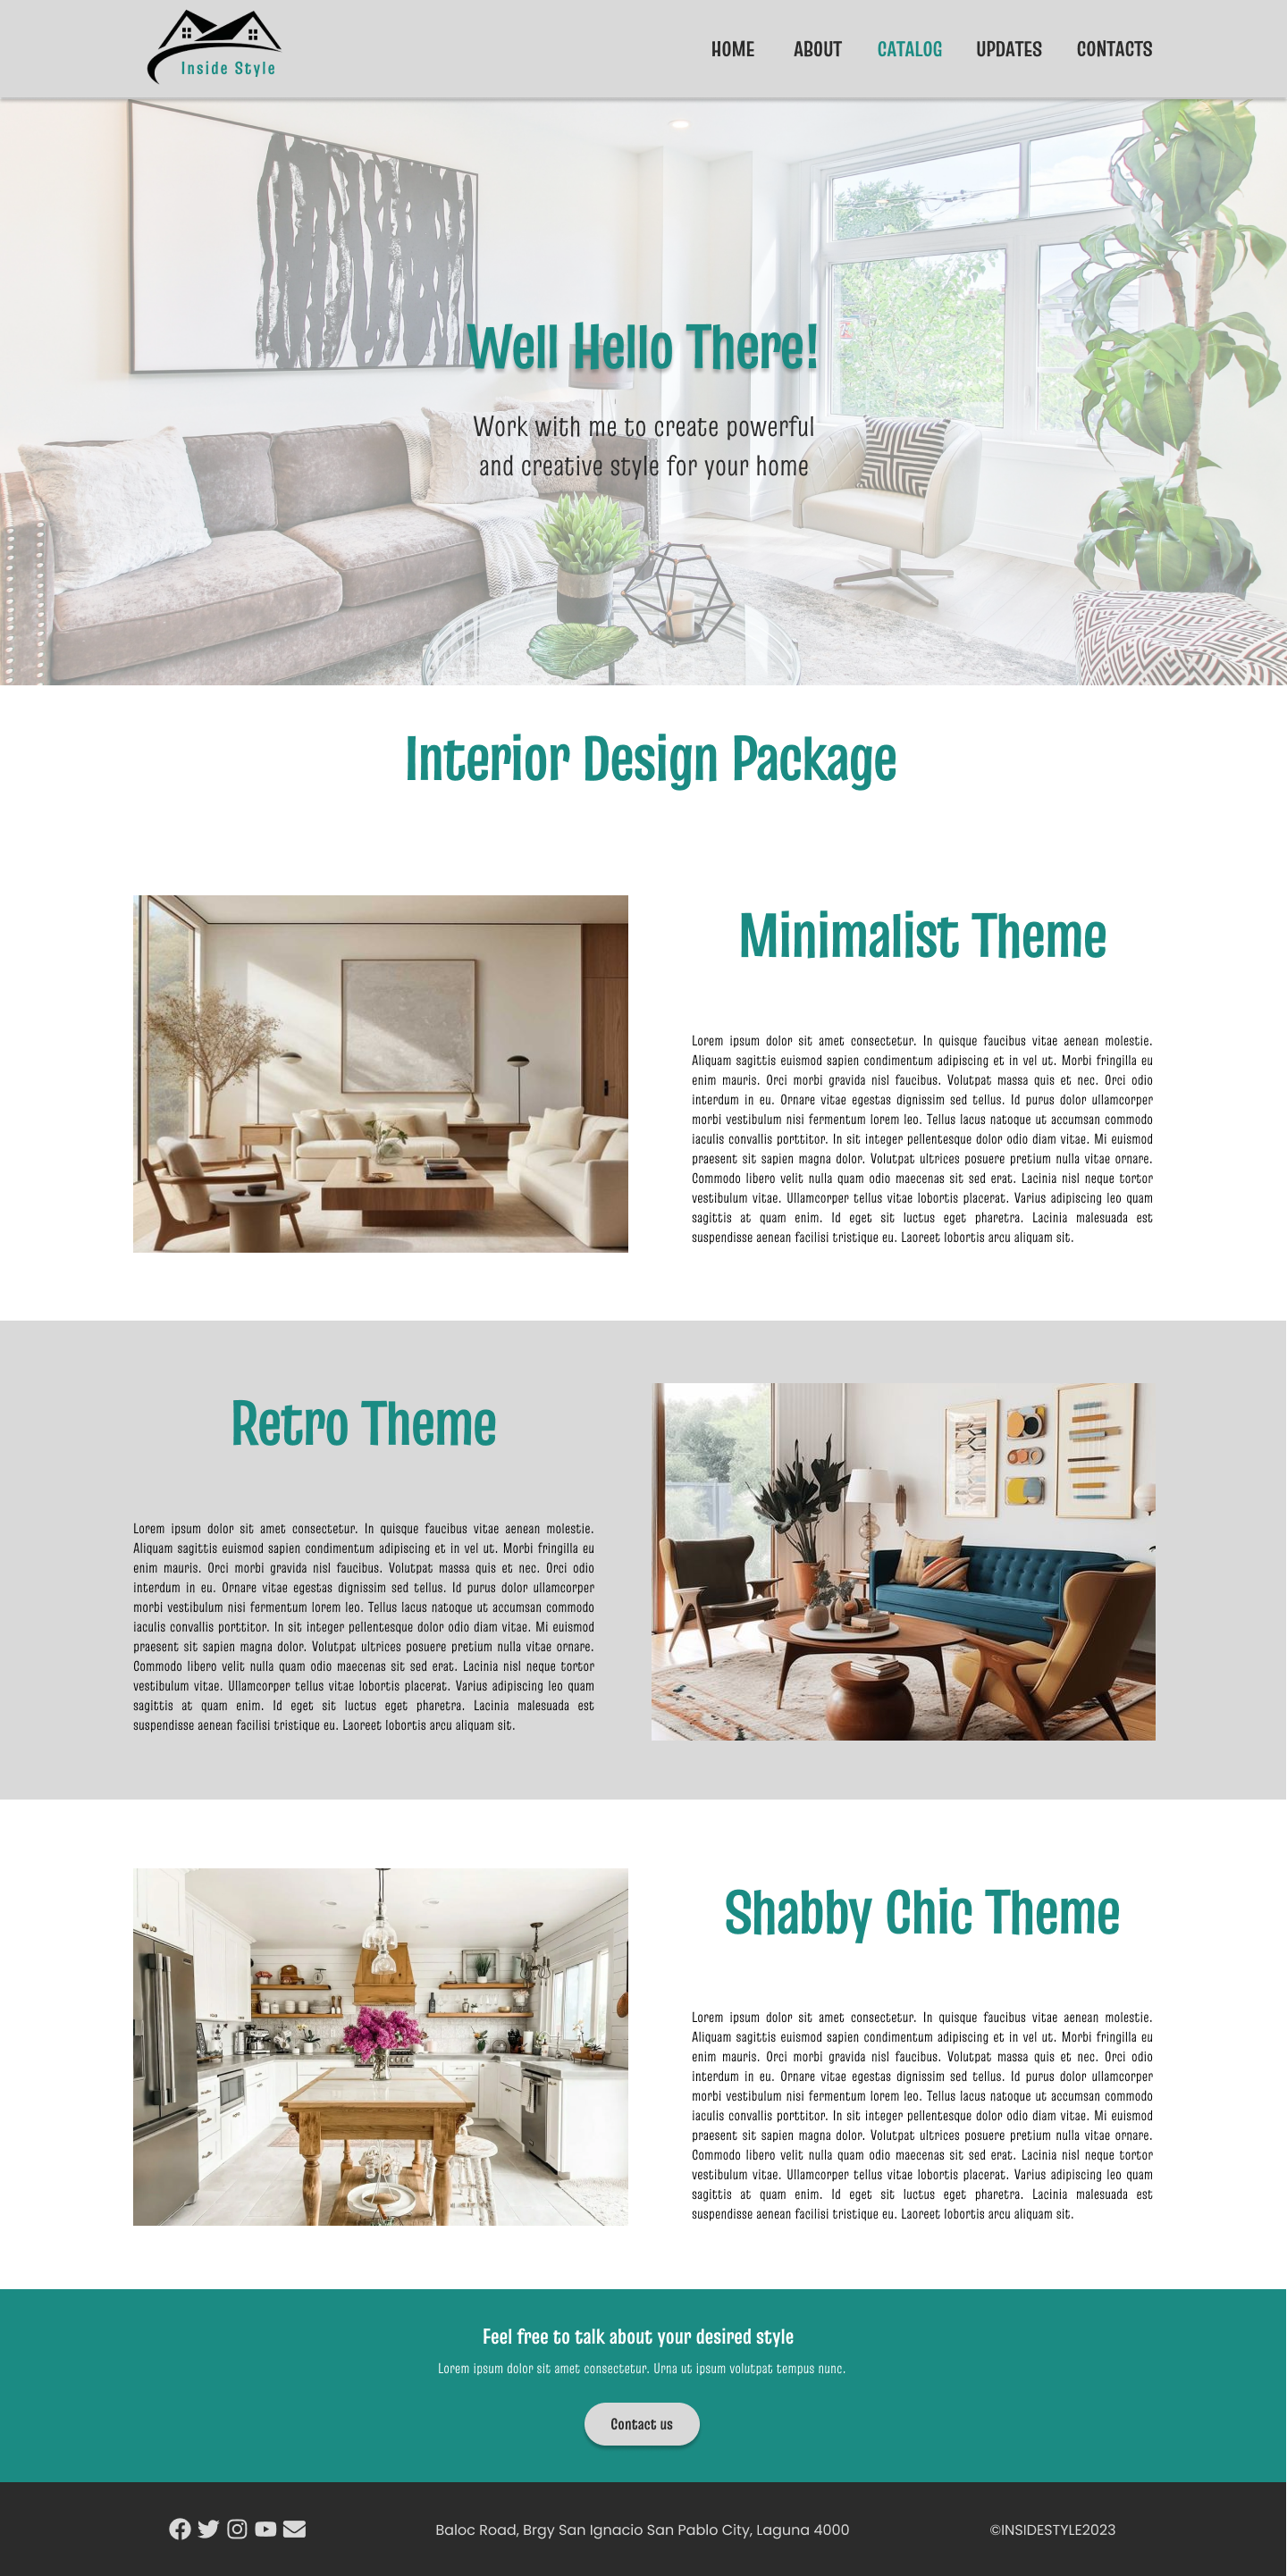 Inside Style
HOME ABOUT CATALOG UPDATES CONTACTS
Well Hello There!
Work with me to create powerful
and creative style for your home
Interior Design Package
Minimalist Theme
Lorem ipsum dolor sit amet consectetur. In quisque faucibus vitae aenean molestie.
Aliquam sagittis euismod sapien condimentum adipiscing et in vel ut. Morbi fringilla eu
enim mauris. Orci morbi gravida nisl faucibus. Volutpat massa quis et nec. Orci odio
interdum in eu. Ornare vitae egestas dignissim sed tellus. Id purus dolor ullamcorper
morbi vestibulum nisi fermentum lorem leo. Tellus lacus natoque ut accumsan commodo
iaculis convallis porttitor. In sit integer pellentesque dolor odio diam vitae. Mi euismod
praesent sit sapien magna dolor. Volutpat ultrices posuere pretium nulla vitae ornare.
Commodo libero velit nulla quam odio maecenas sit sed erat. Lacinia nisl neque tortor
vestibulum vitae. Ullamcorper tellus vitae lobortis placerat. Varius adipiscing leo quam
sagittis at quam enim. Id eget sit luctus eget pharetra. Lacinia malesuada est
suspendisse aenean facilisi tristique eu. Laoreet lobortis arcu aliquam sit.
Retro Theme
Lorem ipsum dolor sit amet consectetur. In quisque faucibus vitae aenean molestie.
Aliquam sagittis euismod sapien condimentum adipiscing et in vel ut. Morbi fringilla eu
enim mauris. Orci morbi gravida nisl faucibus. Volutpat massa quis et nec. Orci odio
interdum in eu. Ornare vitae egestas dignissim sed tellus. Id purus dolor ullamcorper
morbi vestibulum nisi fermentum lorem leo. Tellus lacus natoque ut accumsan commodo
iaculis convallis porttitor. In sit integer pellentesque dolor odio diam vitae. Mi euismod
praesent sit sapien magna dolor. Volutpat ultrices posuere pretium nulla vitae ornare.
Commodo libero velit nulla quam odio maecenas sit sed erat. Lacinia nisl neque tortor
vestibulum vitae. Ullamcorper tellus vitae lobortis placerat. Varius adipiscing leo quam
sagittis at quam enim. Id eget sit luctus eget pharetra. Lacinia malesuada est
suspendisse aenean facilisi tristique eu. Laoreet lobortis arcu aliquam sit.
Shabby Chic Theme
Lorem ipsum dolor sit amet consectetur. In quisque faucibus vitae aenean molestie.
Aliquam sagittis euismod sapien condimentum adipiscing et in vel ut. Morbi fringilla eu
enim mauris. Orci morbi gravida nisl faucibus. Volutpat massa quis et nec. Orci odio
interdum in eu. Ornare vitae egestas dignissim sed tellus. Id purus dolor ullamcorper
morbi vestibulum nisi fermentum lorem leo. Tellus lacus natoque ut accumsan commodo
iaculis convallis porttitor. In sit integer pellentesque dolor odio diam vitae. Mi euismod
praesent sit sapien magna dolor. Volutpat ultrices posuere pretium nulla vitae ornare.
Commodo libero velit nulla quam odio maecenas sit sed erat. Lacinia nisl neque tortor
vestibulum vitae. Ullamcorper tellus vitae lobortis placerat. Varius adipiscing leo quam
sagittis at quam enim. Id eget sit luctus eget pharetra. Lacinia malesuada est
suspendisse aenean facilisi tristique eu. Laoreet lobortis arcu aliquam sit.
Feel free to talk about your desired style
Lorem ipsum dolor sit amet consectetur. Urna ut ipsum volutpat tempus nunc.
Contact us
Baloc Road, Brgy San Ignacio San Pablo City, Laguna 4000
©INSIDESTYLE2023